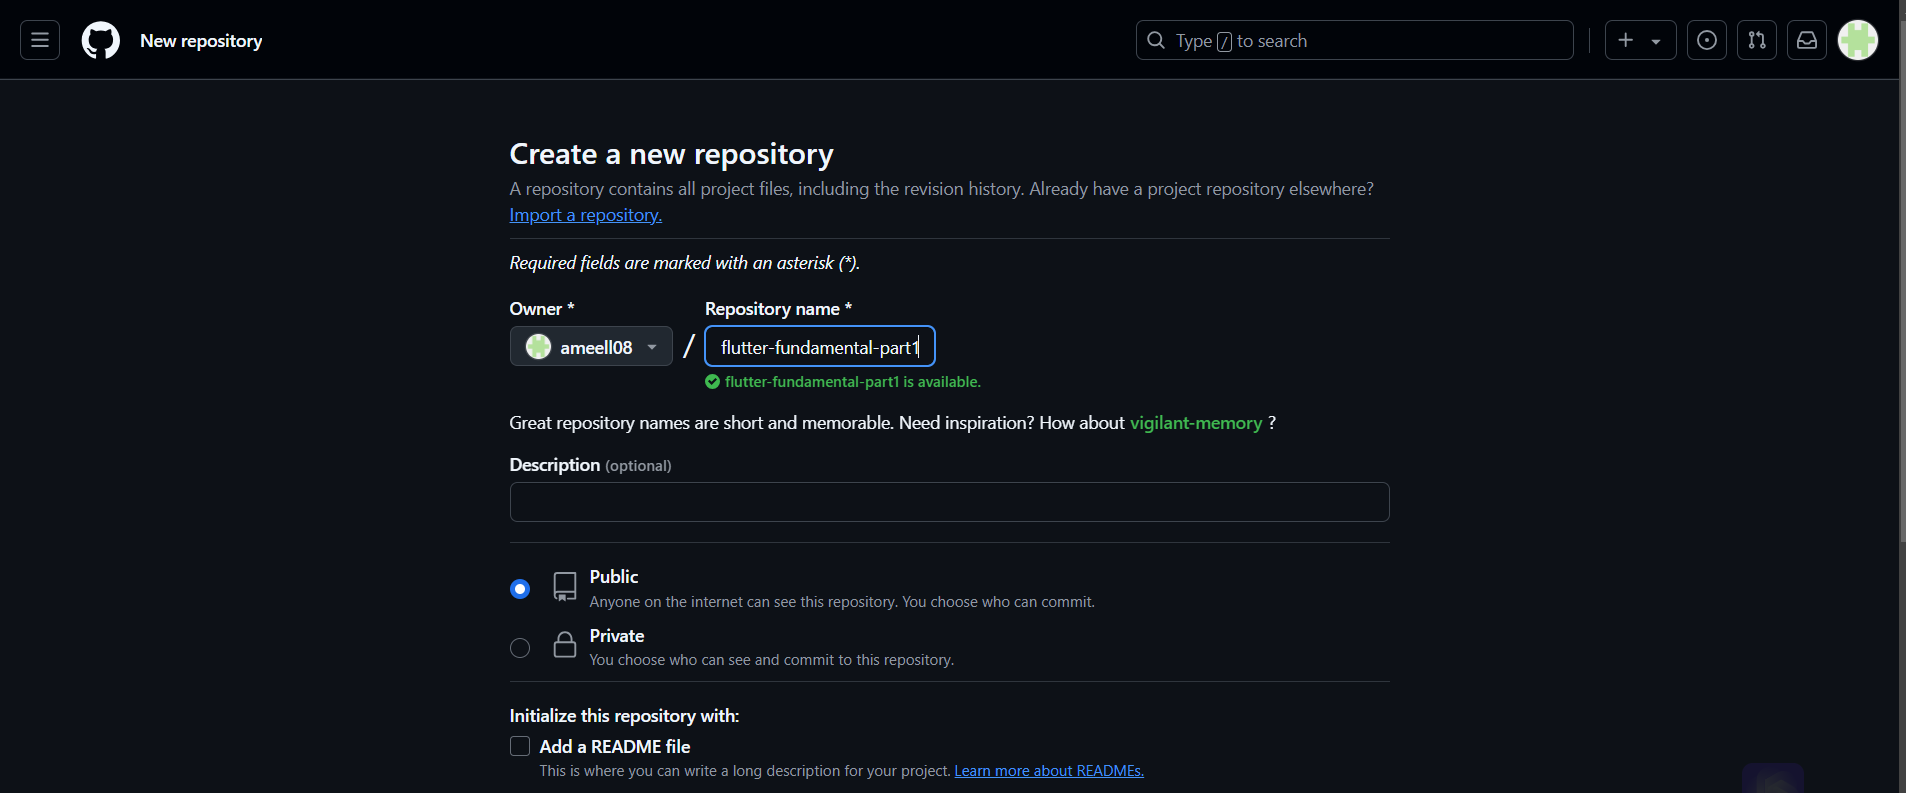 New repository
Type / to search
Create a new repository
A repository contains all project files, including the revision history. Already have a project repository elsewhere?
Import a repository.
Required fields are marked with an asterisk (*).
Owner * Repository name *
ameell08 / flutter-fundamental-part1
flutter-fundamental-part1 is available.
Great repository names are short and memorable. Need inspiration? How about vigilant-memory ?
Description (optional)
Public
Anyone on the internet can see this repository. You choose who can commit.
Private
You choose who can see and commit to this repository.
Initialize this repository with:
Add a README file
This is where you can write a long description for your project. Learn more about READMEs.